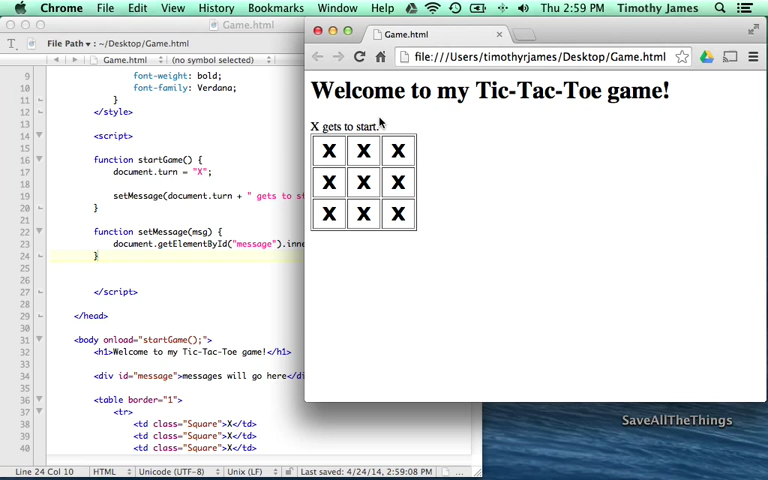 Chrome File Edit View History Bookmarks Window Help Thu 2:59 PM Timothy James
Game.html
File Path ▾ : ~/Desktop/Game.html
Game.html (no symbol selected)
9 font-weight: bold;
10 font-family: Verdana;
11 }
12 </style>
13
14 <script>
15
16 function startGame() {
17 document.turn = "X";
18
19 setMessage(document.turn + " gets to st
20 }
21
22 function setMessage(msg) {
23 document.getElementById("message").inne
24 }
25
26
27 </script>
28
29 </head>
30
31 <body onload="startGame();">
32 <h1>Welcome to my Tic-Tac-Toe game!</h1>
33
34 <div id="message">messages will go here</di
35
36 <table border="1">
37 <tr>
38 <td class="Square">X</td>
39 <td class="Square">X</td>
40 <td class="Square">X</td>
Line 24 Col 10 HTML Unicode (UTF-8) Unix (LF) Last saved: 4/24/14, 2:59:08 PM
Game.html
file:///Users/timothyrjames/Desktop/Game.html
Welcome to my Tic-Tac-Toe game!
X gets to start.
X X X
X X X
X X X
SaveAllTheThings